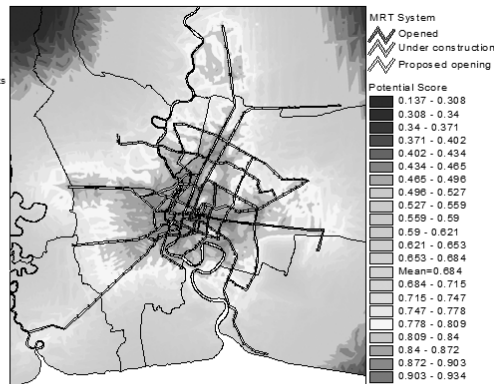 MRT System
Opened
Under construction
Proposed opening
Potential Score
0.137 - 0.308
0.308 - 0.34
0.34 - 0.371
0.371 - 0.402
0.402 - 0.434
0.434 - 0.465
0.465 - 0.496
0.496 - 0.527
0.527 - 0.559
0.559 - 0.59
0.59 - 0.621
0.621 - 0.653
0.653 - 0.684
Mean=0.684
0.684 - 0.715
0.715 - 0.747
0.747 - 0.778
0.778 - 0.809
0.809 - 0.84
0.84 - 0.872
0.872 - 0.903
0.903 - 0.934